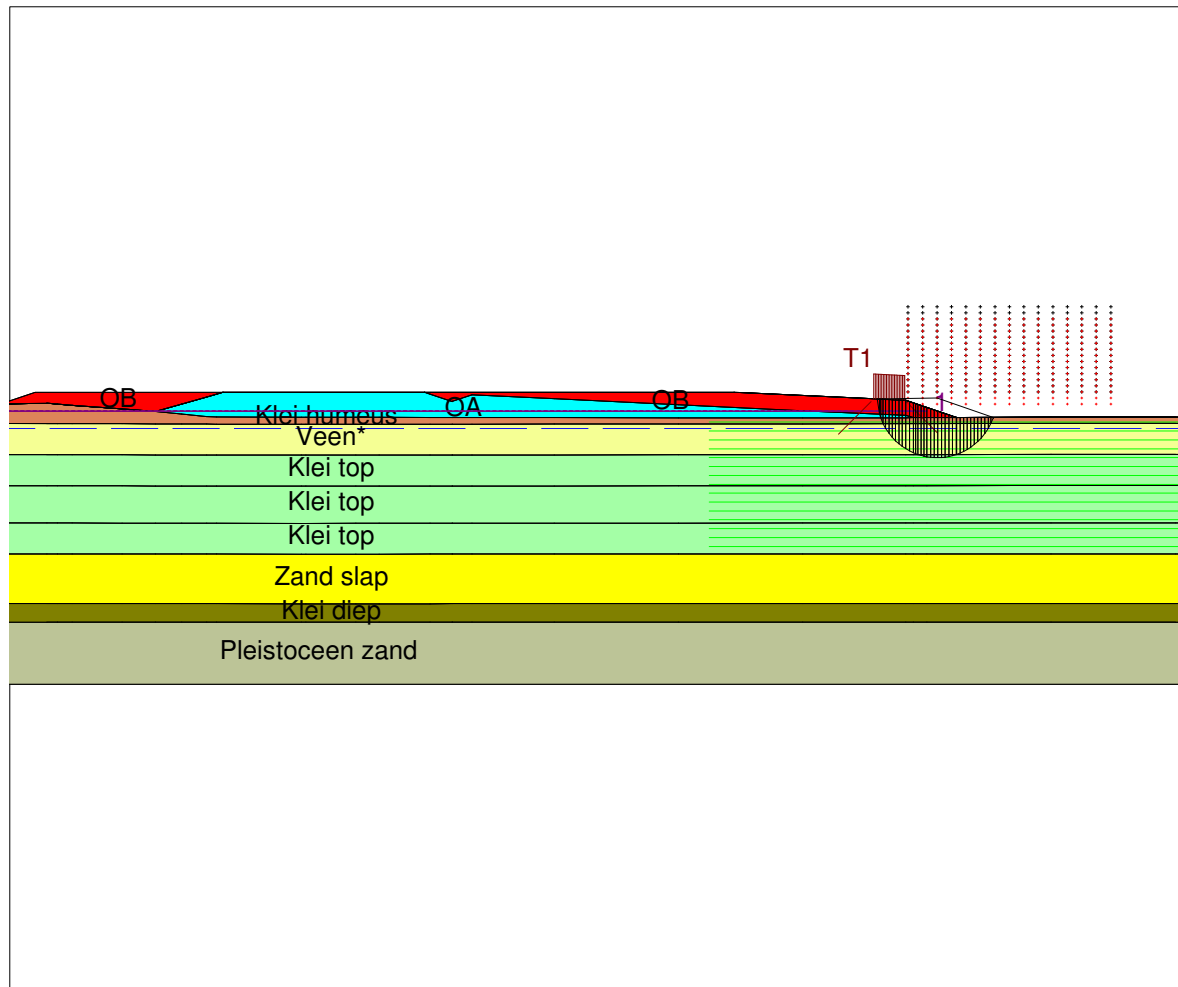 T1
OB
OA
OB
Klei humeus
Veen*
Klei top
Klei top
Klei top
Zand slap
Klei diep
Pleistoceen zand